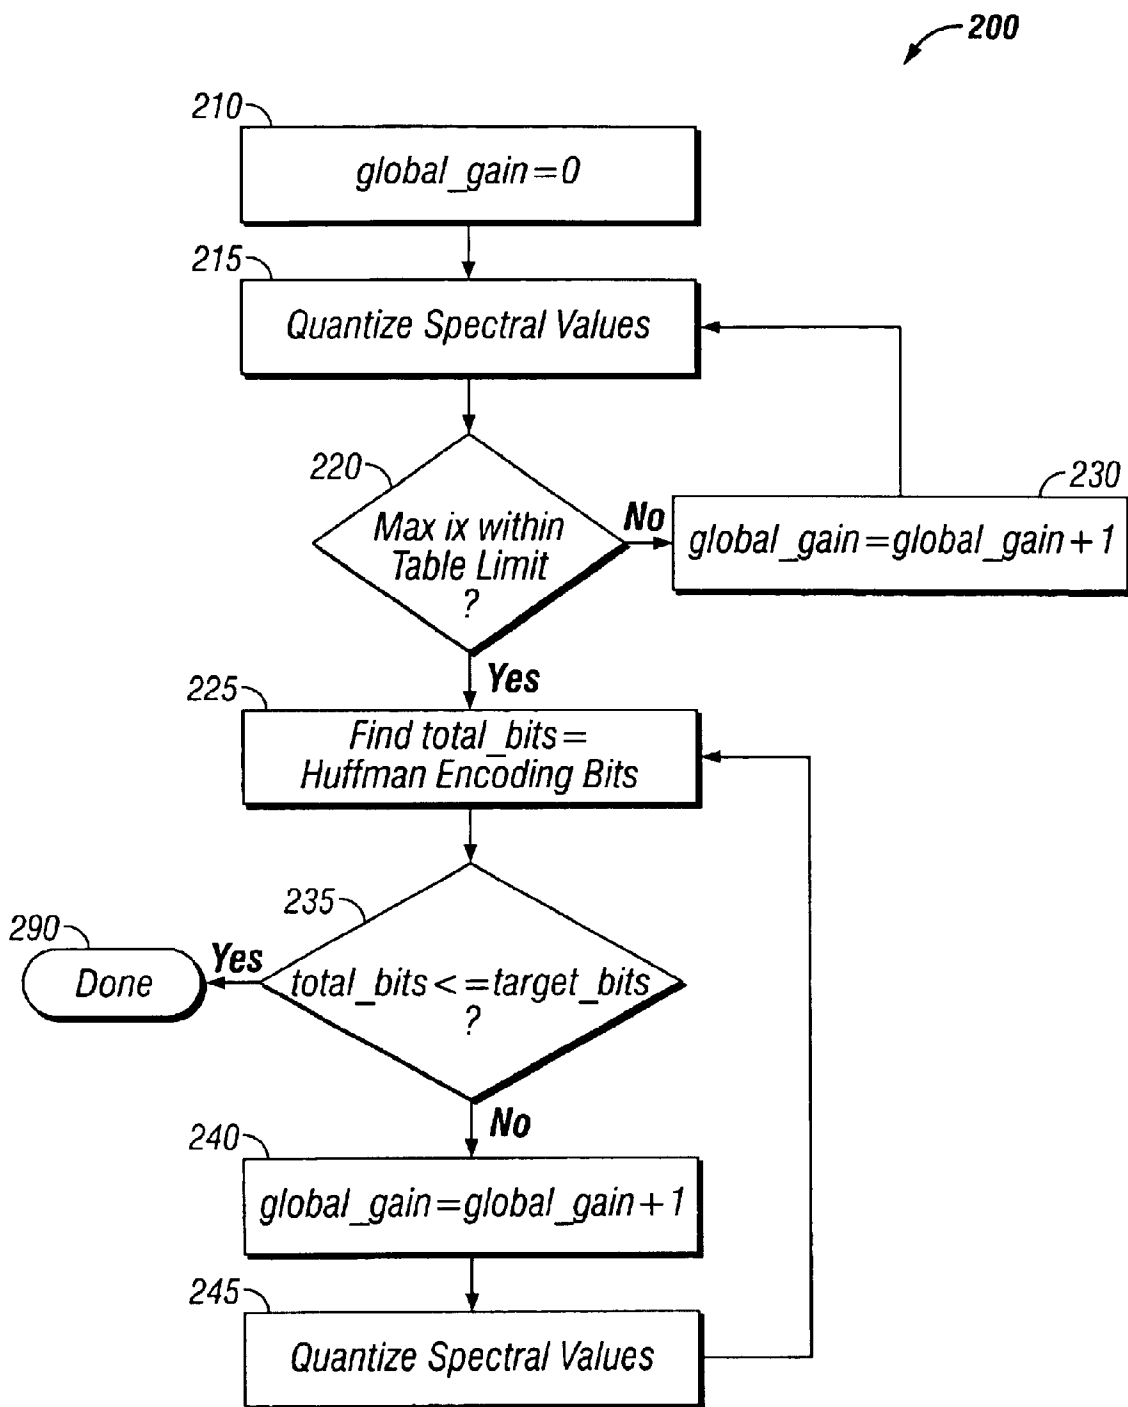 200
210
global_gain=0
215
Quantize Spectral Values
220
Max ix within
Table Limit
?
No
230
global_gain=global_gain+1
Yes
225
Find total_bits=
Huffman Encoding Bits
235
290
Done
Yes
total_bits<=target_bits
?
No
240
global_gain=global_gain+1
245
Quantize Spectral Values